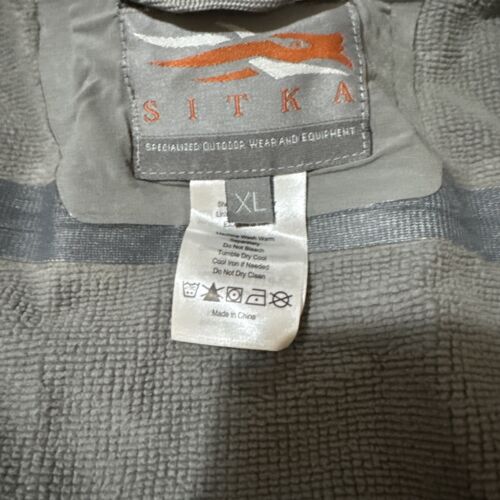 SITKA
SPECIALIZED OUTDOOR WEAR AND EQUIPMENT
XL
Machine Wash Warm
Separately
Do Not Bleach
Tumble Dry Cool
Cool Iron if Needed
Do Not Dry Clean
Made in China